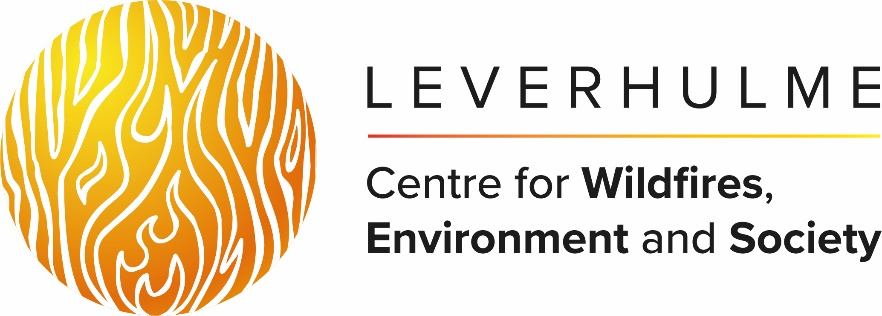 LEVERHULME
Centre for Wildfires,
Environment and Society